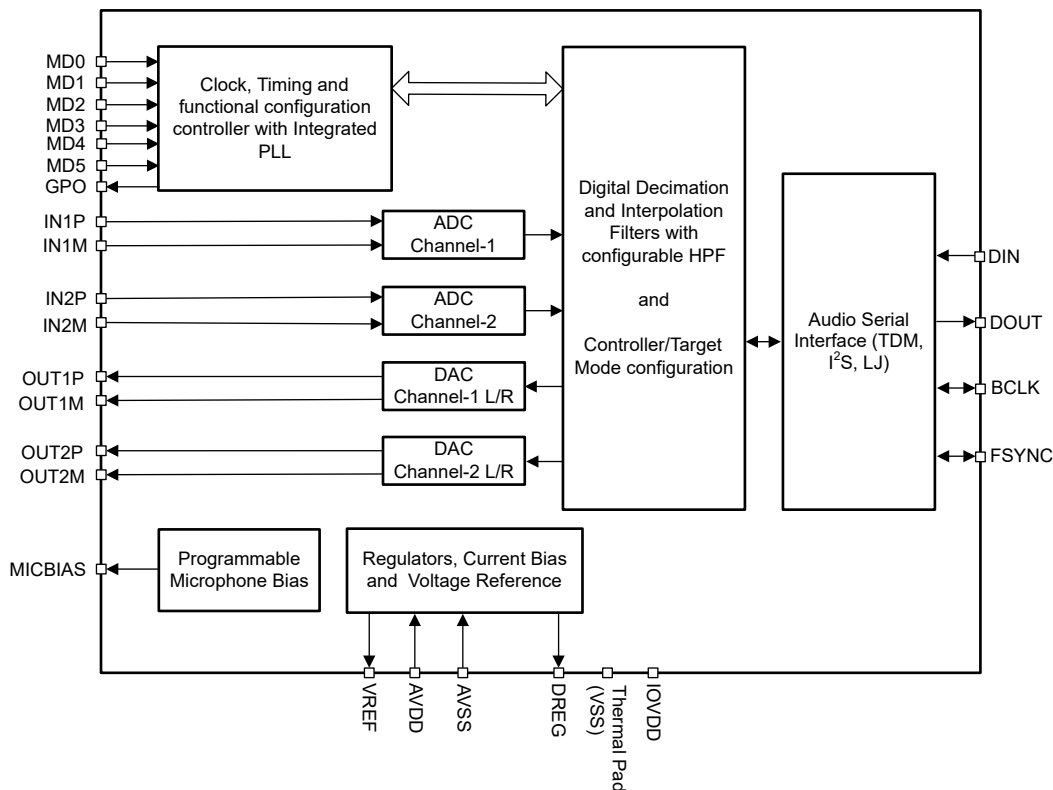 MD0
MD1
MD2
MD3
MD4
MD5
GPO
Clock, Timing and
functional configuration
controller with Integrated
PLL
IN1P
IN1M
ADC
Channel-1
IN2P
IN2M
ADC
Channel-2
OUT1P
OUT1M
DAC
Channel-1 L/R
OUT2P
OUT2M
DAC
Channel-2 L/R
Digital Decimation
and Interpolation
Filters with
configurable HPF
and
Controller/Target
Mode configuration
Audio Serial
Interface (TDM,
I²S, LJ)
DIN
DOUT
BCLK
FSYNC
MICBIAS
Programmable
Microphone Bias
Regulators, Current Bias
and Voltage Reference
VREF
AVDD
AVSS
DREG
Thermal Pad
(VSS)
IOVDD